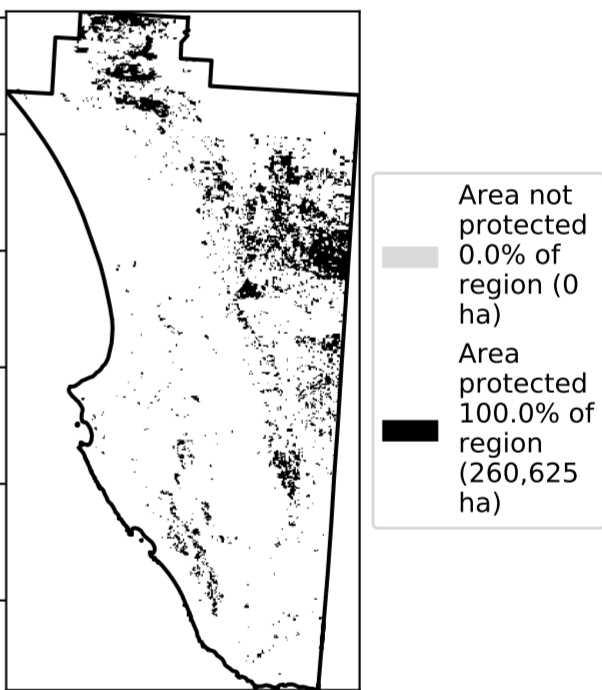 Area not
protected
0.0% of
region (0
ha)
Area
protected
100.0% of
region
(260,625
ha)